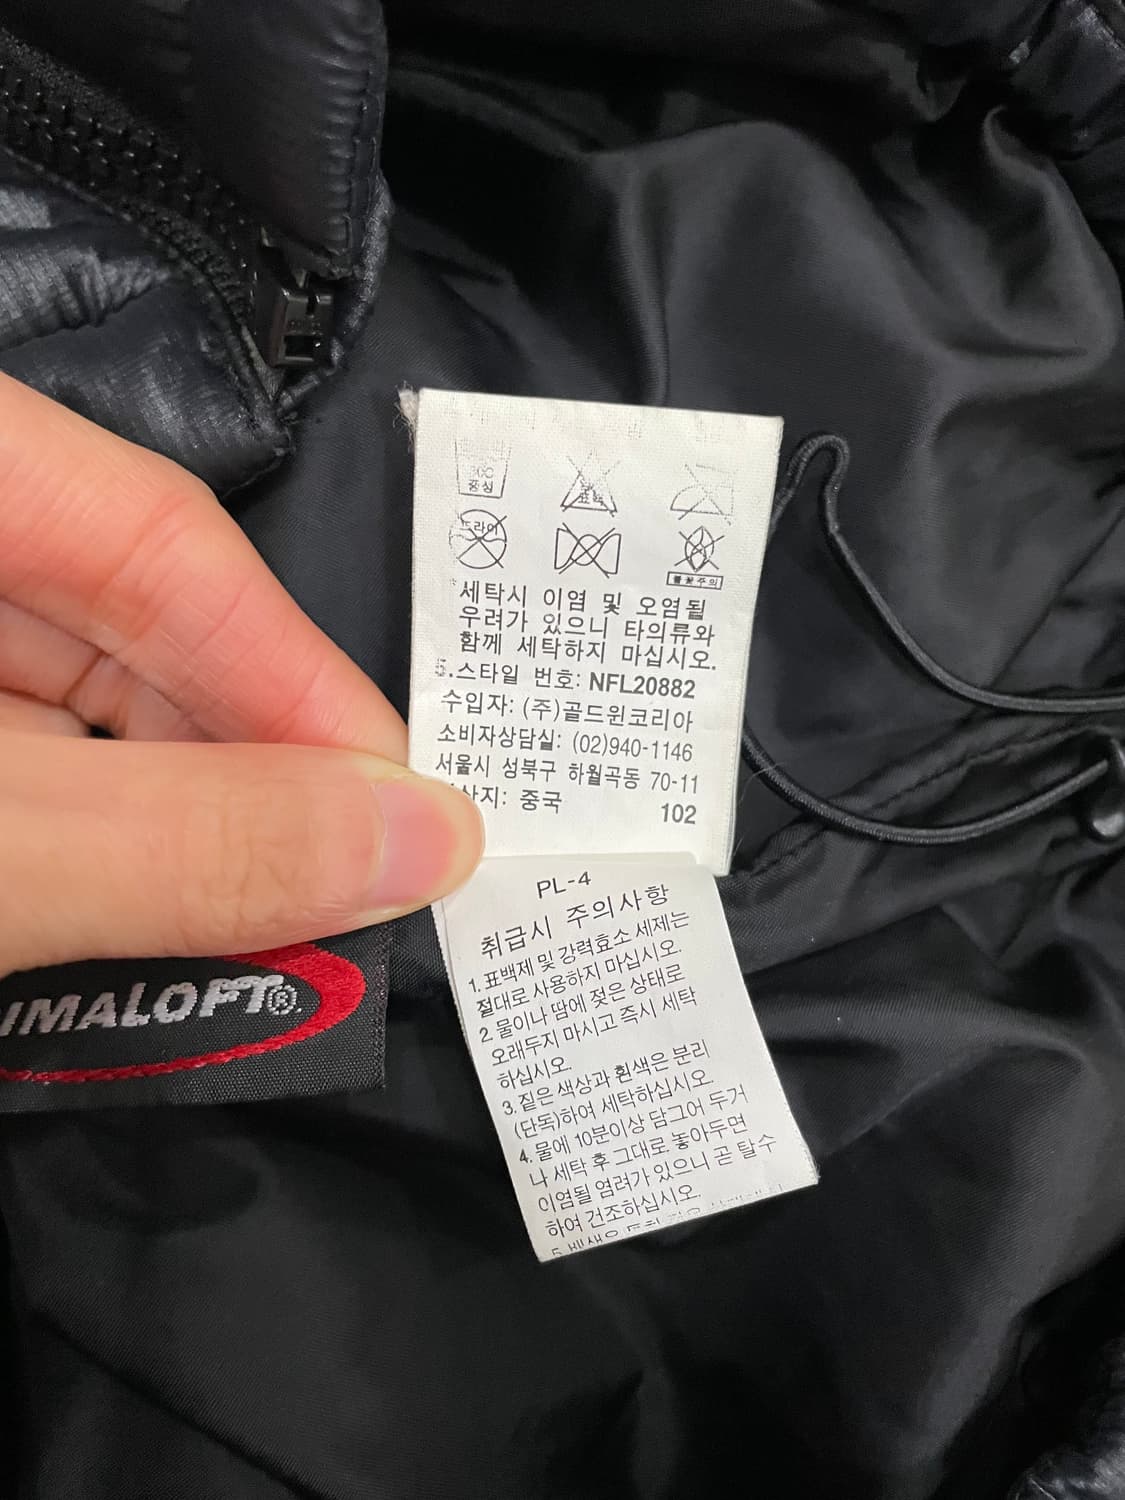 30C
중성
표백
드라이
불꽃주의
*세탁시 이염 및 오염될
우려가 있으니 타의류와
함께 세탁하지 마십시오.
5.스타일 번호: NFL20882
수입자: (주)골드윈코리아
소비자상담실: (02)940-1146
서울시 성북구 하월곡동 70-11
산지: 중국 102
PL-4
취급시 주의사항
1. 표백제 및 강력효소 세제는
절대로 사용하지 마십시오.
2. 물이나 땀에 젖은 상태로
오래두지 마시고 즉시 세탁
하십시오.
3. 짙은 색상과 흰색은 분리
(단독)하여 세탁하십시오.
4. 물에 10분이상 담그어 두거
나 세탁 후 그대로 놓아두면
이염될 염려가 있으니 곧 탈수
하여 건조하십시오.
IMALOFT®